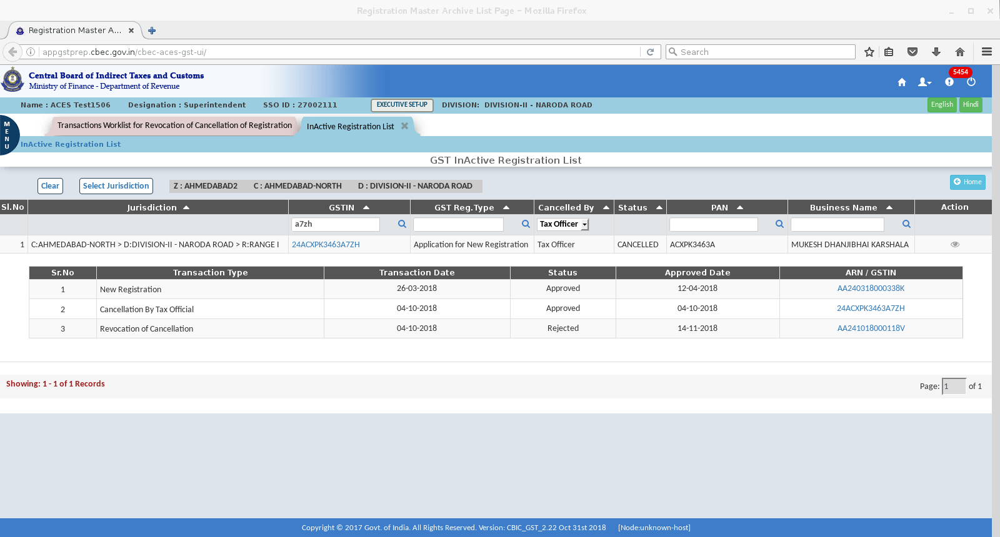 Registration Master Archive List Page – Mozilla Firefox
Registration Master A...
appgstprep.cbec.gov.in/cbec-aces-gst-ui/
Search
Central Board of Indirect Taxes and Customs
Ministry of Finance - Department of Revenue
5454
Name : ACES Test1506 Designation : Superintendent SSO ID : 27002111 EXECUTIVE SET-UP DIVISION: DIVISION-II - NARODA ROAD English Hindi
MENU
Transactions Worklist for Revocation of Cancellation of Registration InActive Registration List
InActive Registration List
GST InActive Registration List
Clear Select Jurisdiction Z : AHMEDABAD2 C : AHMEDABAD-NORTH D : DIVISION-II - NARODA ROAD Home
Sl.No Jurisdiction GSTIN GST Reg.Type Cancelled By Status PAN Business Name Action
a7zh Tax Officer
1 C:AHMEDABAD-NORTH > D:DIVISION-II - NARODA ROAD > R:RANGE I 24ACXPK3463A7ZH Application for New Registration Tax Officer CANCELLED ACXPK3463A MUKESH DHANJIBHAI KARSHALA
Sr.No Transaction Type Transaction Date Status Approved Date ARN / GSTIN
1 New Registration 26-03-2018 Approved 12-04-2018 AA240318000338K
2 Cancellation By Tax Official 04-10-2018 Approved 04-10-2018 24ACXPK3463A7ZH
3 Revocation of Cancellation 04-10-2018 Rejected 14-11-2018 AA241018000118V
Showing: 1 - 1 of 1 Records
Page: 1 of 1
Copyright © 2017 Govt. of India. All Rights Reserved. Version: CBIC_GST_2.22 Oct 31st 2018 [Node:unknown-host]